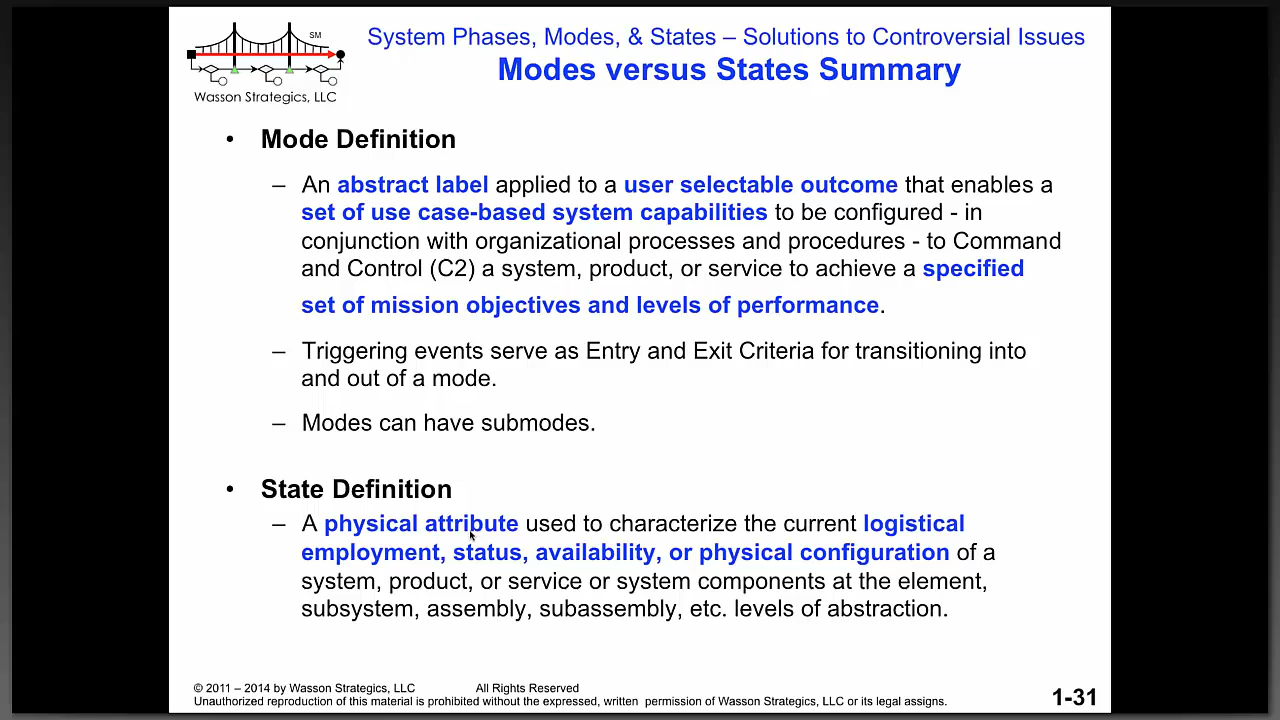 SM
Wasson Strategics, LLC
System Phases, Modes, & States – Solutions to Controversial Issues
Modes versus States Summary
• Mode Definition
– An abstract label applied to a user selectable outcome that enables a
set of use case-based system capabilities to be configured - in
conjunction with organizational processes and procedures - to Command
and Control (C2) a system, product, or service to achieve a specified
set of mission objectives and levels of performance.
– Triggering events serve as Entry and Exit Criteria for transitioning into
and out of a mode.
– Modes can have submodes.
• State Definition
– A physical attribute used to characterize the current logistical
employment, status, availability, or physical configuration of a
system, product, or service or system components at the element,
subsystem, assembly, subassembly, etc. levels of abstraction.
© 2011 – 2014 by Wasson Strategics, LLC All Rights Reserved
Unauthorized reproduction of this material is prohibited without the expressed, written permission of Wasson Strategics, LLC or its legal assigns.
1-31